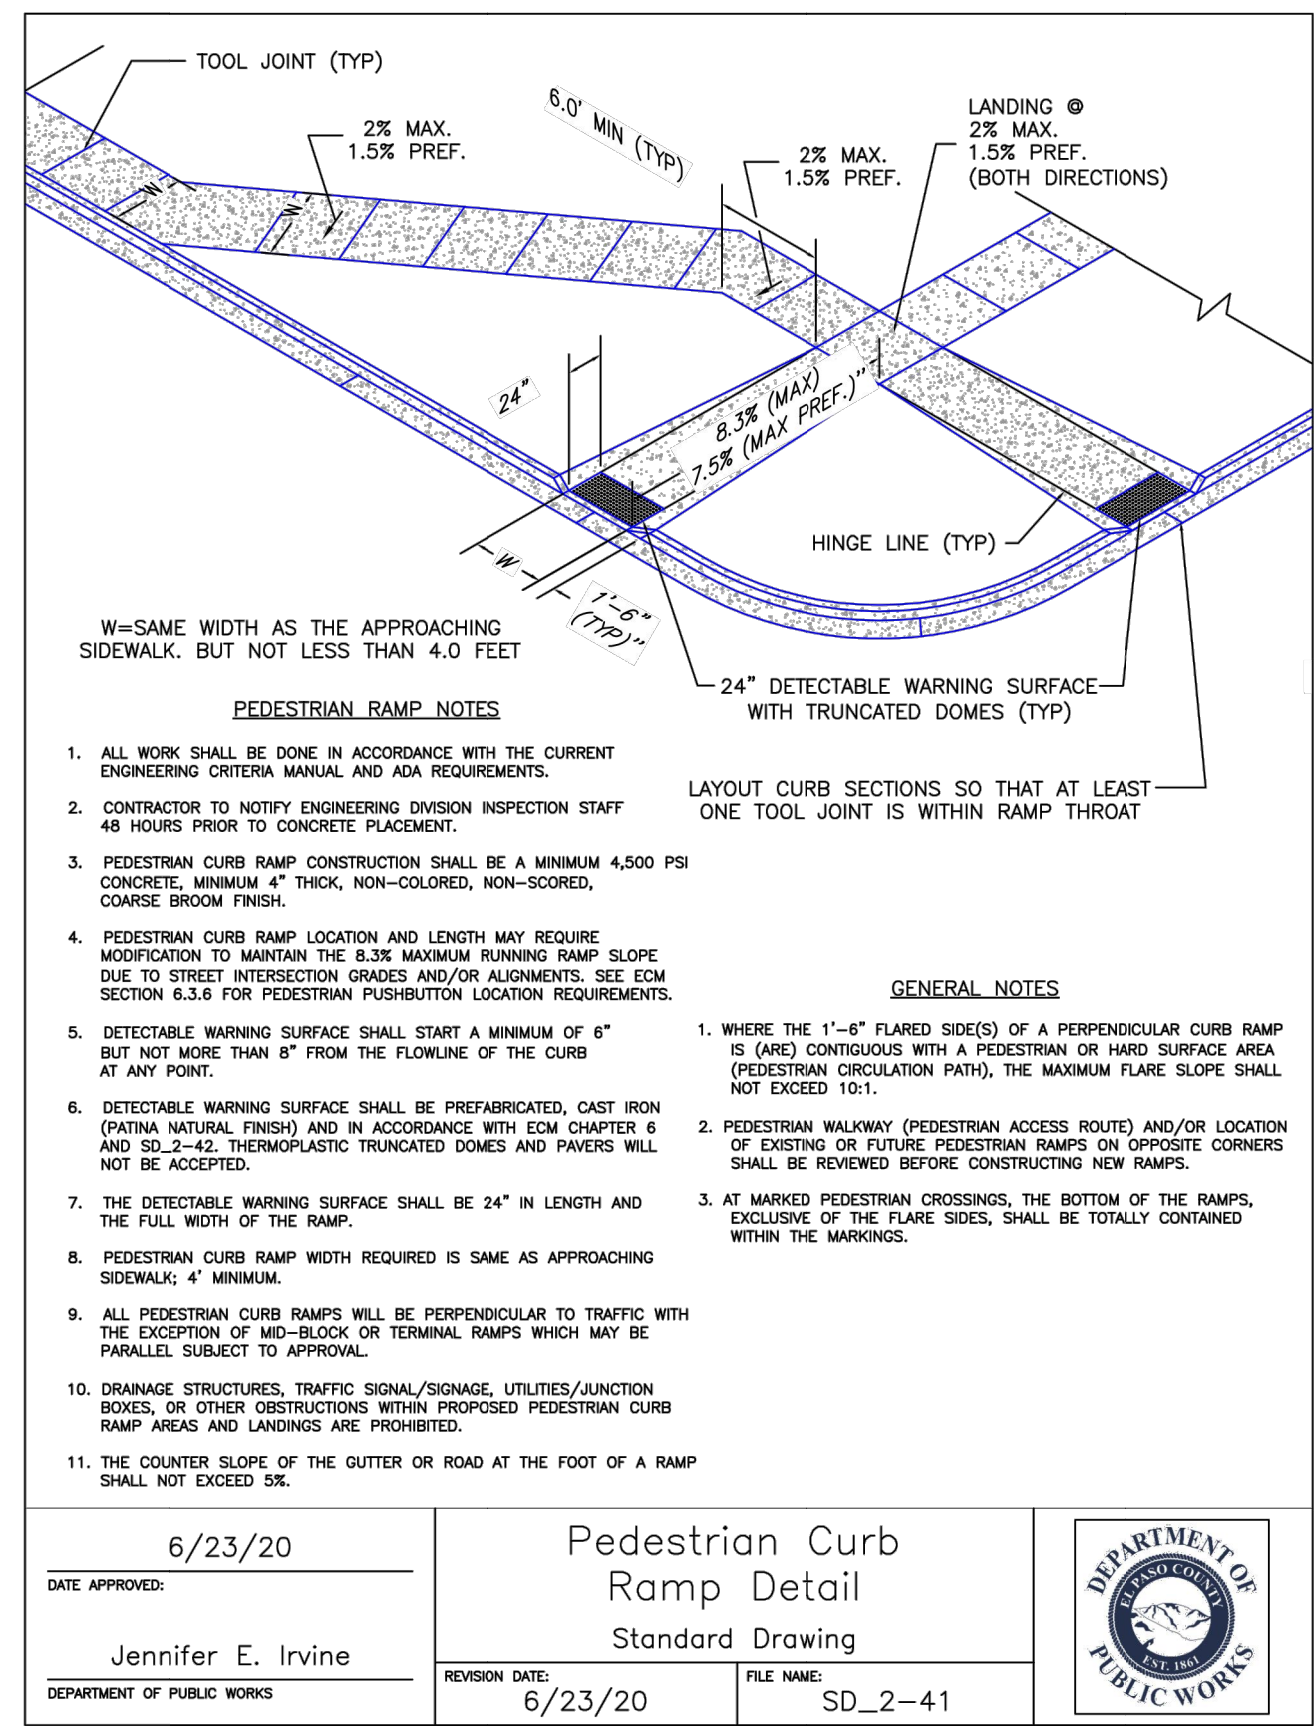 TOOL JOINT (TYP)
2% MAX.
1.5% PREF.
6.0' MIN (TYP)
2% MAX.
1.5% PREF.
LANDING @
2% MAX.
1.5% PREF.
(BOTH DIRECTIONS)
W
W
24"
8.3% (MAX)
7.5% (MAX PREF.)"
HINGE LINE (TYP)
W
1'-6"
(TYP)"
W=SAME WIDTH AS THE APPROACHING
SIDEWALK. BUT NOT LESS THAN 4.0 FEET
24" DETECTABLE WARNING SURFACE
WITH TRUNCATED DOMES (TYP)
LAYOUT CURB SECTIONS SO THAT AT LEAST
ONE TOOL JOINT IS WITHIN RAMP THROAT
PEDESTRIAN RAMP NOTES
1. ALL WORK SHALL BE DONE IN ACCORDANCE WITH THE CURRENT
ENGINEERING CRITERIA MANUAL AND ADA REQUIREMENTS.
2. CONTRACTOR TO NOTIFY ENGINEERING DIVISION INSPECTION STAFF
48 HOURS PRIOR TO CONCRETE PLACEMENT.
3. PEDESTRIAN CURB RAMP CONSTRUCTION SHALL BE A MINIMUM 4,500 PSI
CONCRETE, MINIMUM 4" THICK, NON-COLORED, NON-SCORED,
COARSE BROOM FINISH.
4. PEDESTRIAN CURB RAMP LOCATION AND LENGTH MAY REQUIRE
MODIFICATION TO MAINTAIN THE 8.3% MAXIMUM RUNNING RAMP SLOPE
DUE TO STREET INTERSECTION GRADES AND/OR ALIGNMENTS. SEE ECM
SECTION 6.3.6 FOR PEDESTRIAN PUSHBUTTON LOCATION REQUIREMENTS.
5. DETECTABLE WARNING SURFACE SHALL START A MINIMUM OF 6"
BUT NOT MORE THAN 8" FROM THE FLOWLINE OF THE CURB
AT ANY POINT.
6. DETECTABLE WARNING SURFACE SHALL BE PREFABRICATED, CAST IRON
(PATINA NATURAL FINISH) AND IN ACCORDANCE WITH ECM CHAPTER 6
AND SD_2-42. THERMOPLASTIC TRUNCATED DOMES AND PAVERS WILL
NOT BE ACCEPTED.
7. THE DETECTABLE WARNING SURFACE SHALL BE 24" IN LENGTH AND
THE FULL WIDTH OF THE RAMP.
8. PEDESTRIAN CURB RAMP WIDTH REQUIRED IS SAME AS APPROACHING
SIDEWALK; 4' MINIMUM.
9. ALL PEDESTRIAN CURB RAMPS WILL BE PERPENDICULAR TO TRAFFIC WITH
THE EXCEPTION OF MID-BLOCK OR TERMINAL RAMPS WHICH MAY BE
PARALLEL SUBJECT TO APPROVAL.
10. DRAINAGE STRUCTURES, TRAFFIC SIGNAL/SIGNAGE, UTILITIES/JUNCTION
BOXES, OR OTHER OBSTRUCTIONS WITHIN PROPOSED PEDESTRIAN CURB
RAMP AREAS AND LANDINGS ARE PROHIBITED.
11. THE COUNTER SLOPE OF THE GUTTER OR ROAD AT THE FOOT OF A RAMP
SHALL NOT EXCEED 5%.
GENERAL NOTES
1. WHERE THE 1'-6" FLARED SIDE(S) OF A PERPENDICULAR CURB RAMP
IS (ARE) CONTIGUOUS WITH A PEDESTRIAN OR HARD SURFACE AREA
(PEDESTRIAN CIRCULATION PATH), THE MAXIMUM FLARE SLOPE SHALL
NOT EXCEED 10:1.
2. PEDESTRIAN WALKWAY (PEDESTRIAN ACCESS ROUTE) AND/OR LOCATION
OF EXISTING OR FUTURE PEDESTRIAN RAMPS ON OPPOSITE CORNERS
SHALL BE REVIEWED BEFORE CONSTRUCTING NEW RAMPS.
3. AT MARKED PEDESTRIAN CROSSINGS, THE BOTTOM OF THE RAMPS,
EXCLUSIVE OF THE FLARE SIDES, SHALL BE TOTALLY CONTAINED
WITHIN THE MARKINGS.
6/23/20
DATE APPROVED:
Jennifer E. Irvine
DEPARTMENT OF PUBLIC WORKS
Pedestrian Curb
Ramp Detail
Standard Drawing
REVISION DATE:
6/23/20
FILE NAME:
SD_2-41
DEPARTMENT OF
EL PASO COUNTY
EST. 1861
PUBLIC WORKS